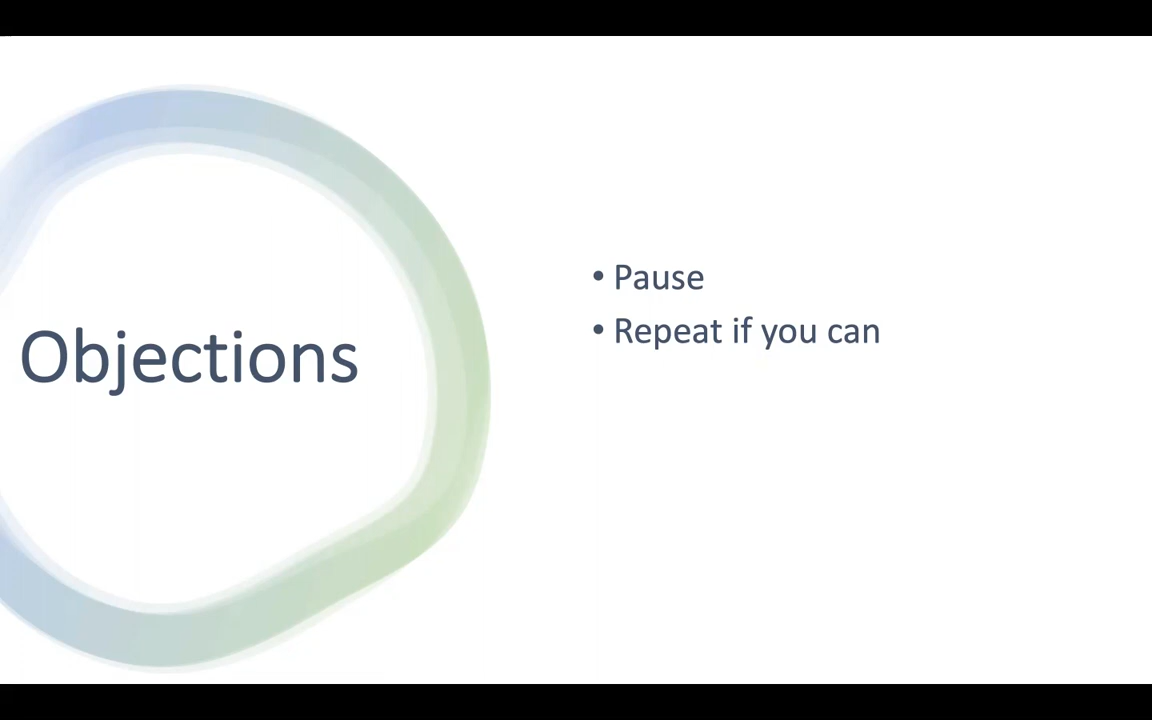 Objections
• Pause
• Repeat if you can